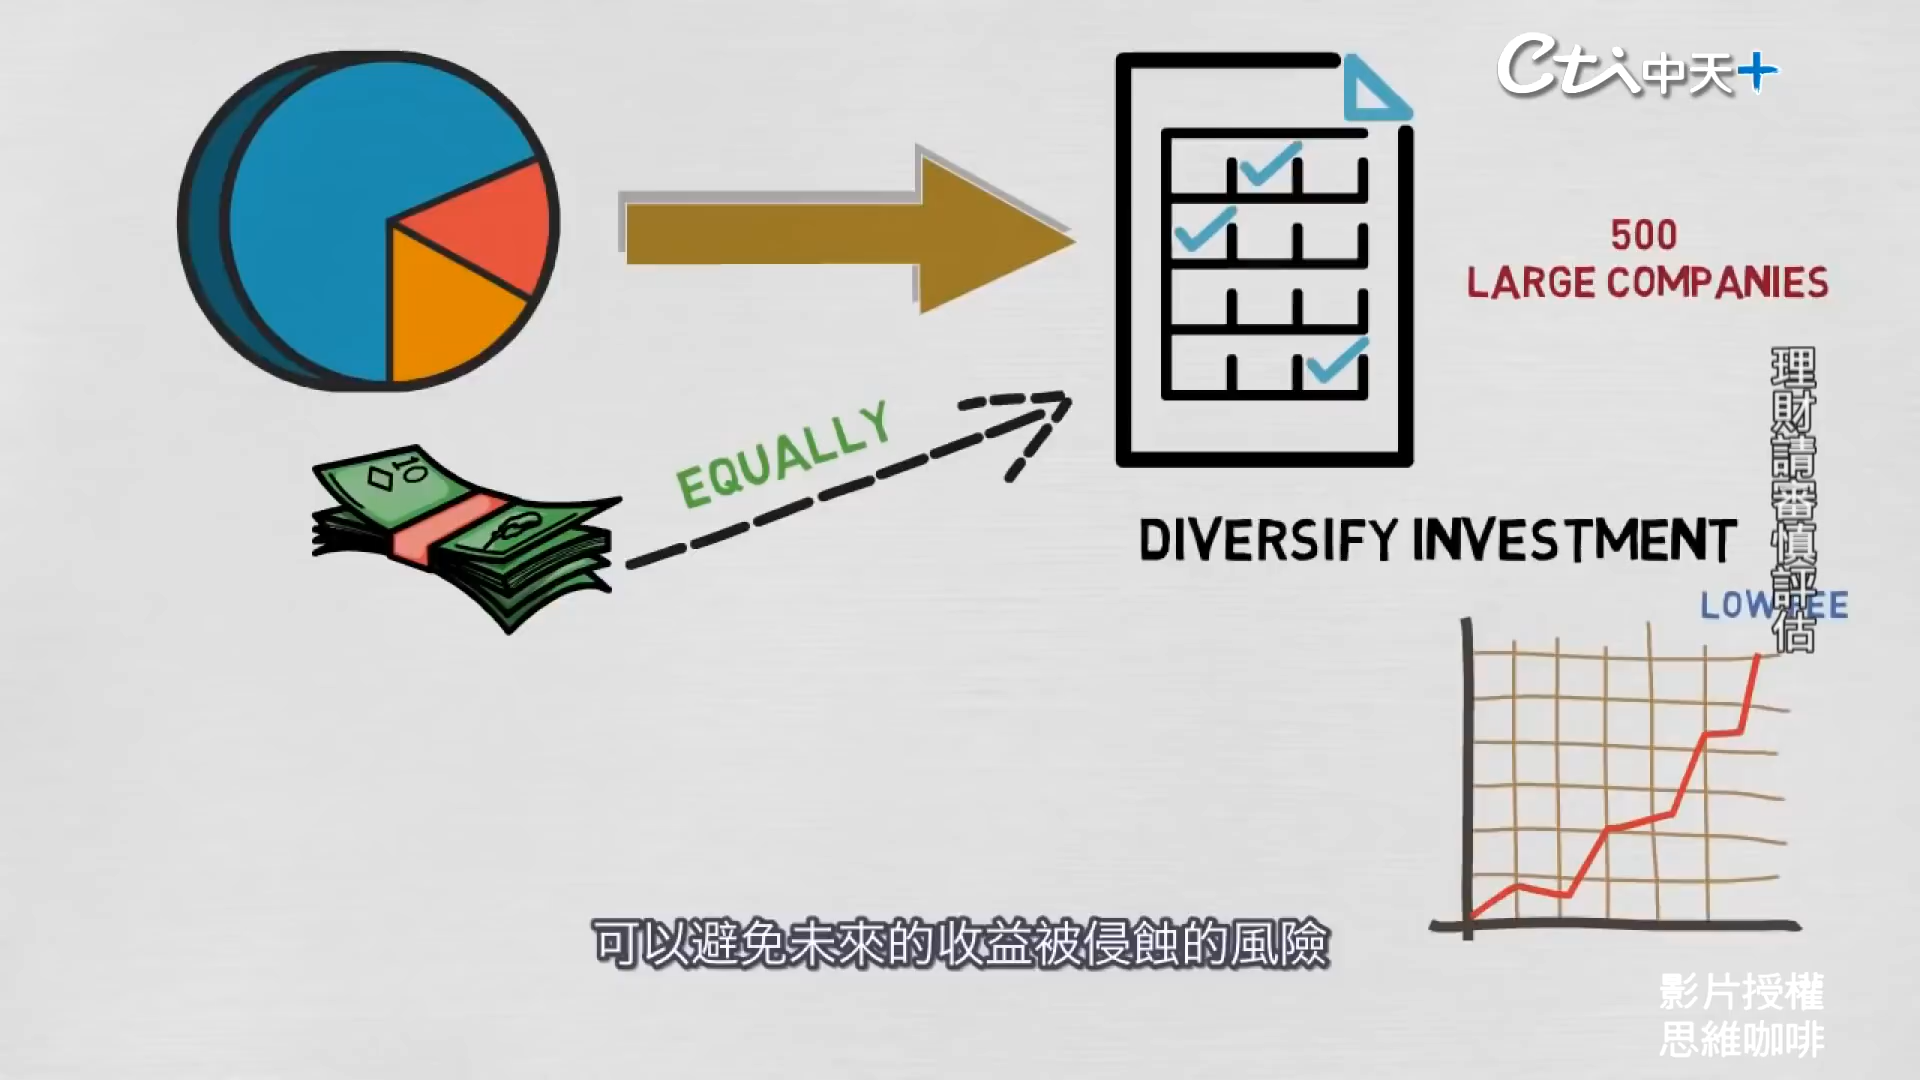 Cti中天+
500
LARGE COMPANIES
EQUALLY
10
DIVERSIFY INVESTMENT
理財請審慎評估
LOW FEE
可以避免未來的收益被侵蝕的風險
影片授權
思維咖啡